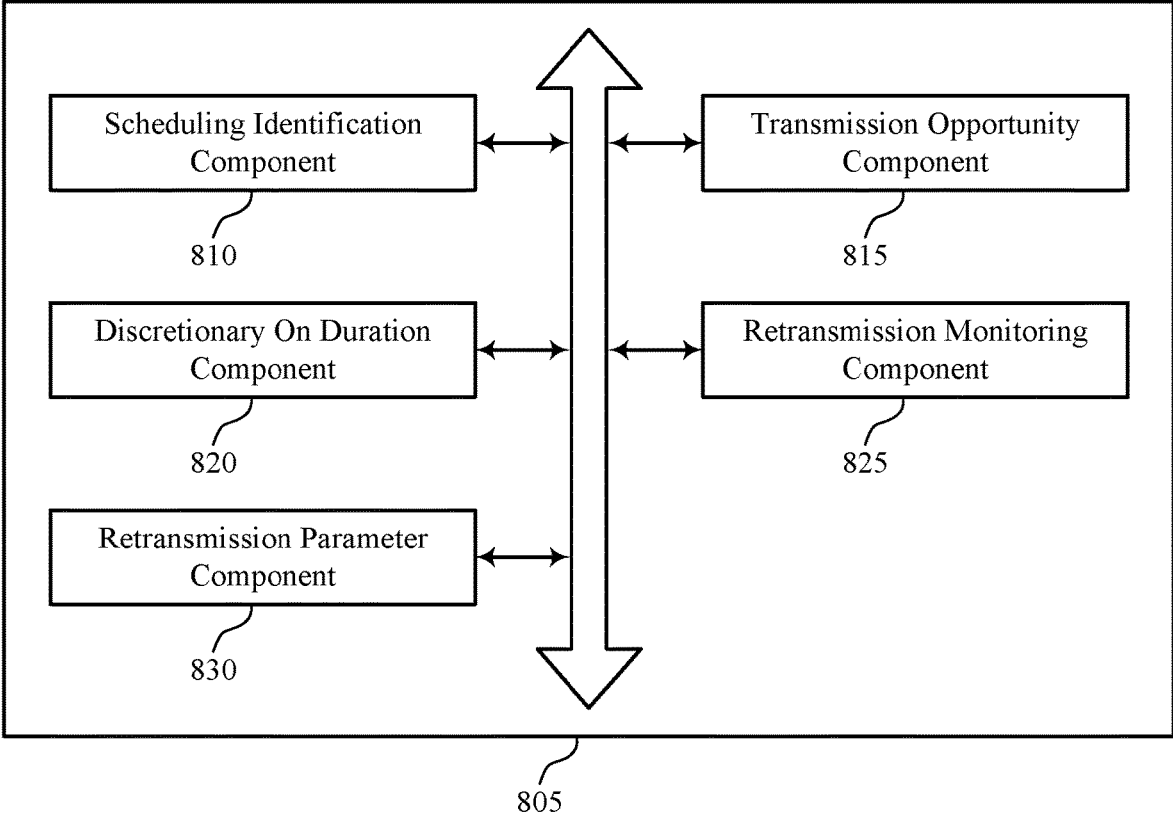 Scheduling Identification
Component
810
Transmission Opportunity
Component
815
Discretionary On Duration
Component
820
Retransmission Monitoring
Component
825
Retransmission Parameter
Component
830
805